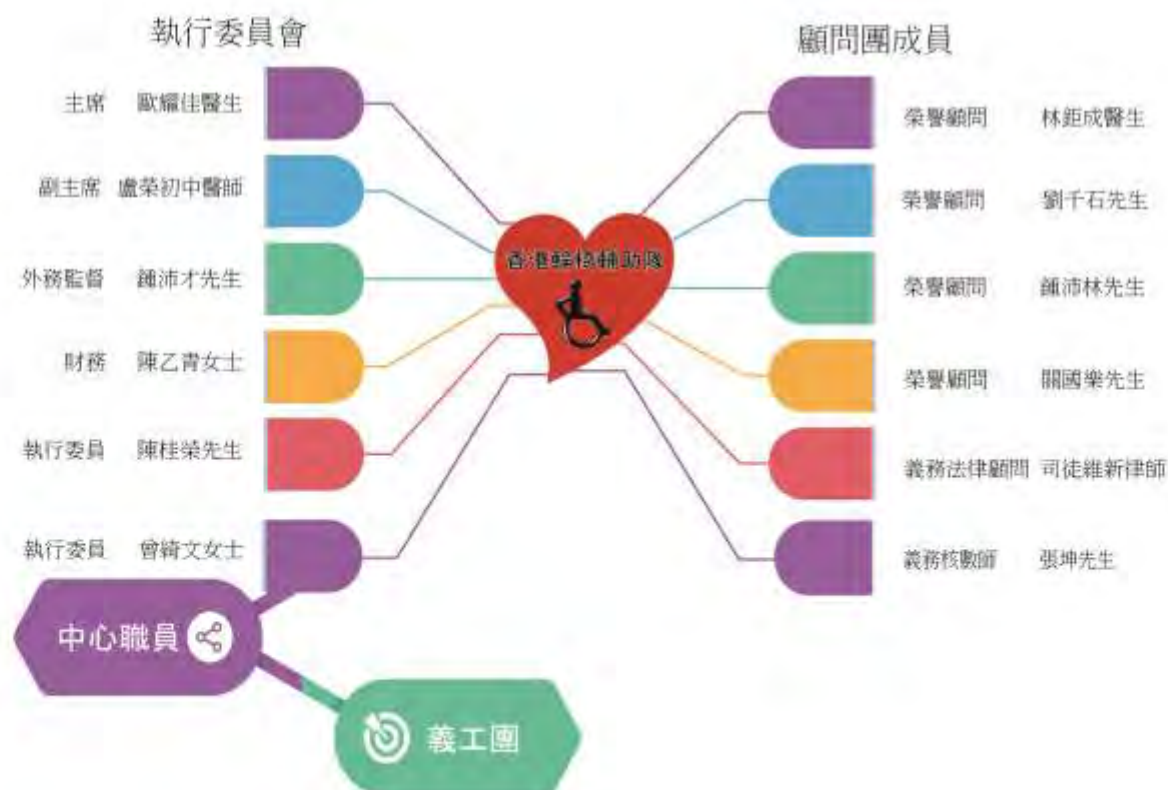 執行委員會
主席 歐耀佳醫生
副主席 盧榮初中醫師
外務監督 鍾沛才先生
財務 陳乙青女士
執行委員 陳桂榮先生
執行委員 曾綺文女士
香港輪椅輔助隊
顧問團成員
榮譽顧問 林鉅成醫生
榮譽顧問 劉千石先生
榮譽顧問 鍾沛林先生
榮譽顧問 關國樂先生
義務法律顧問 司徒維新律師
義務核數師 張坤先生
中心職員
義工團